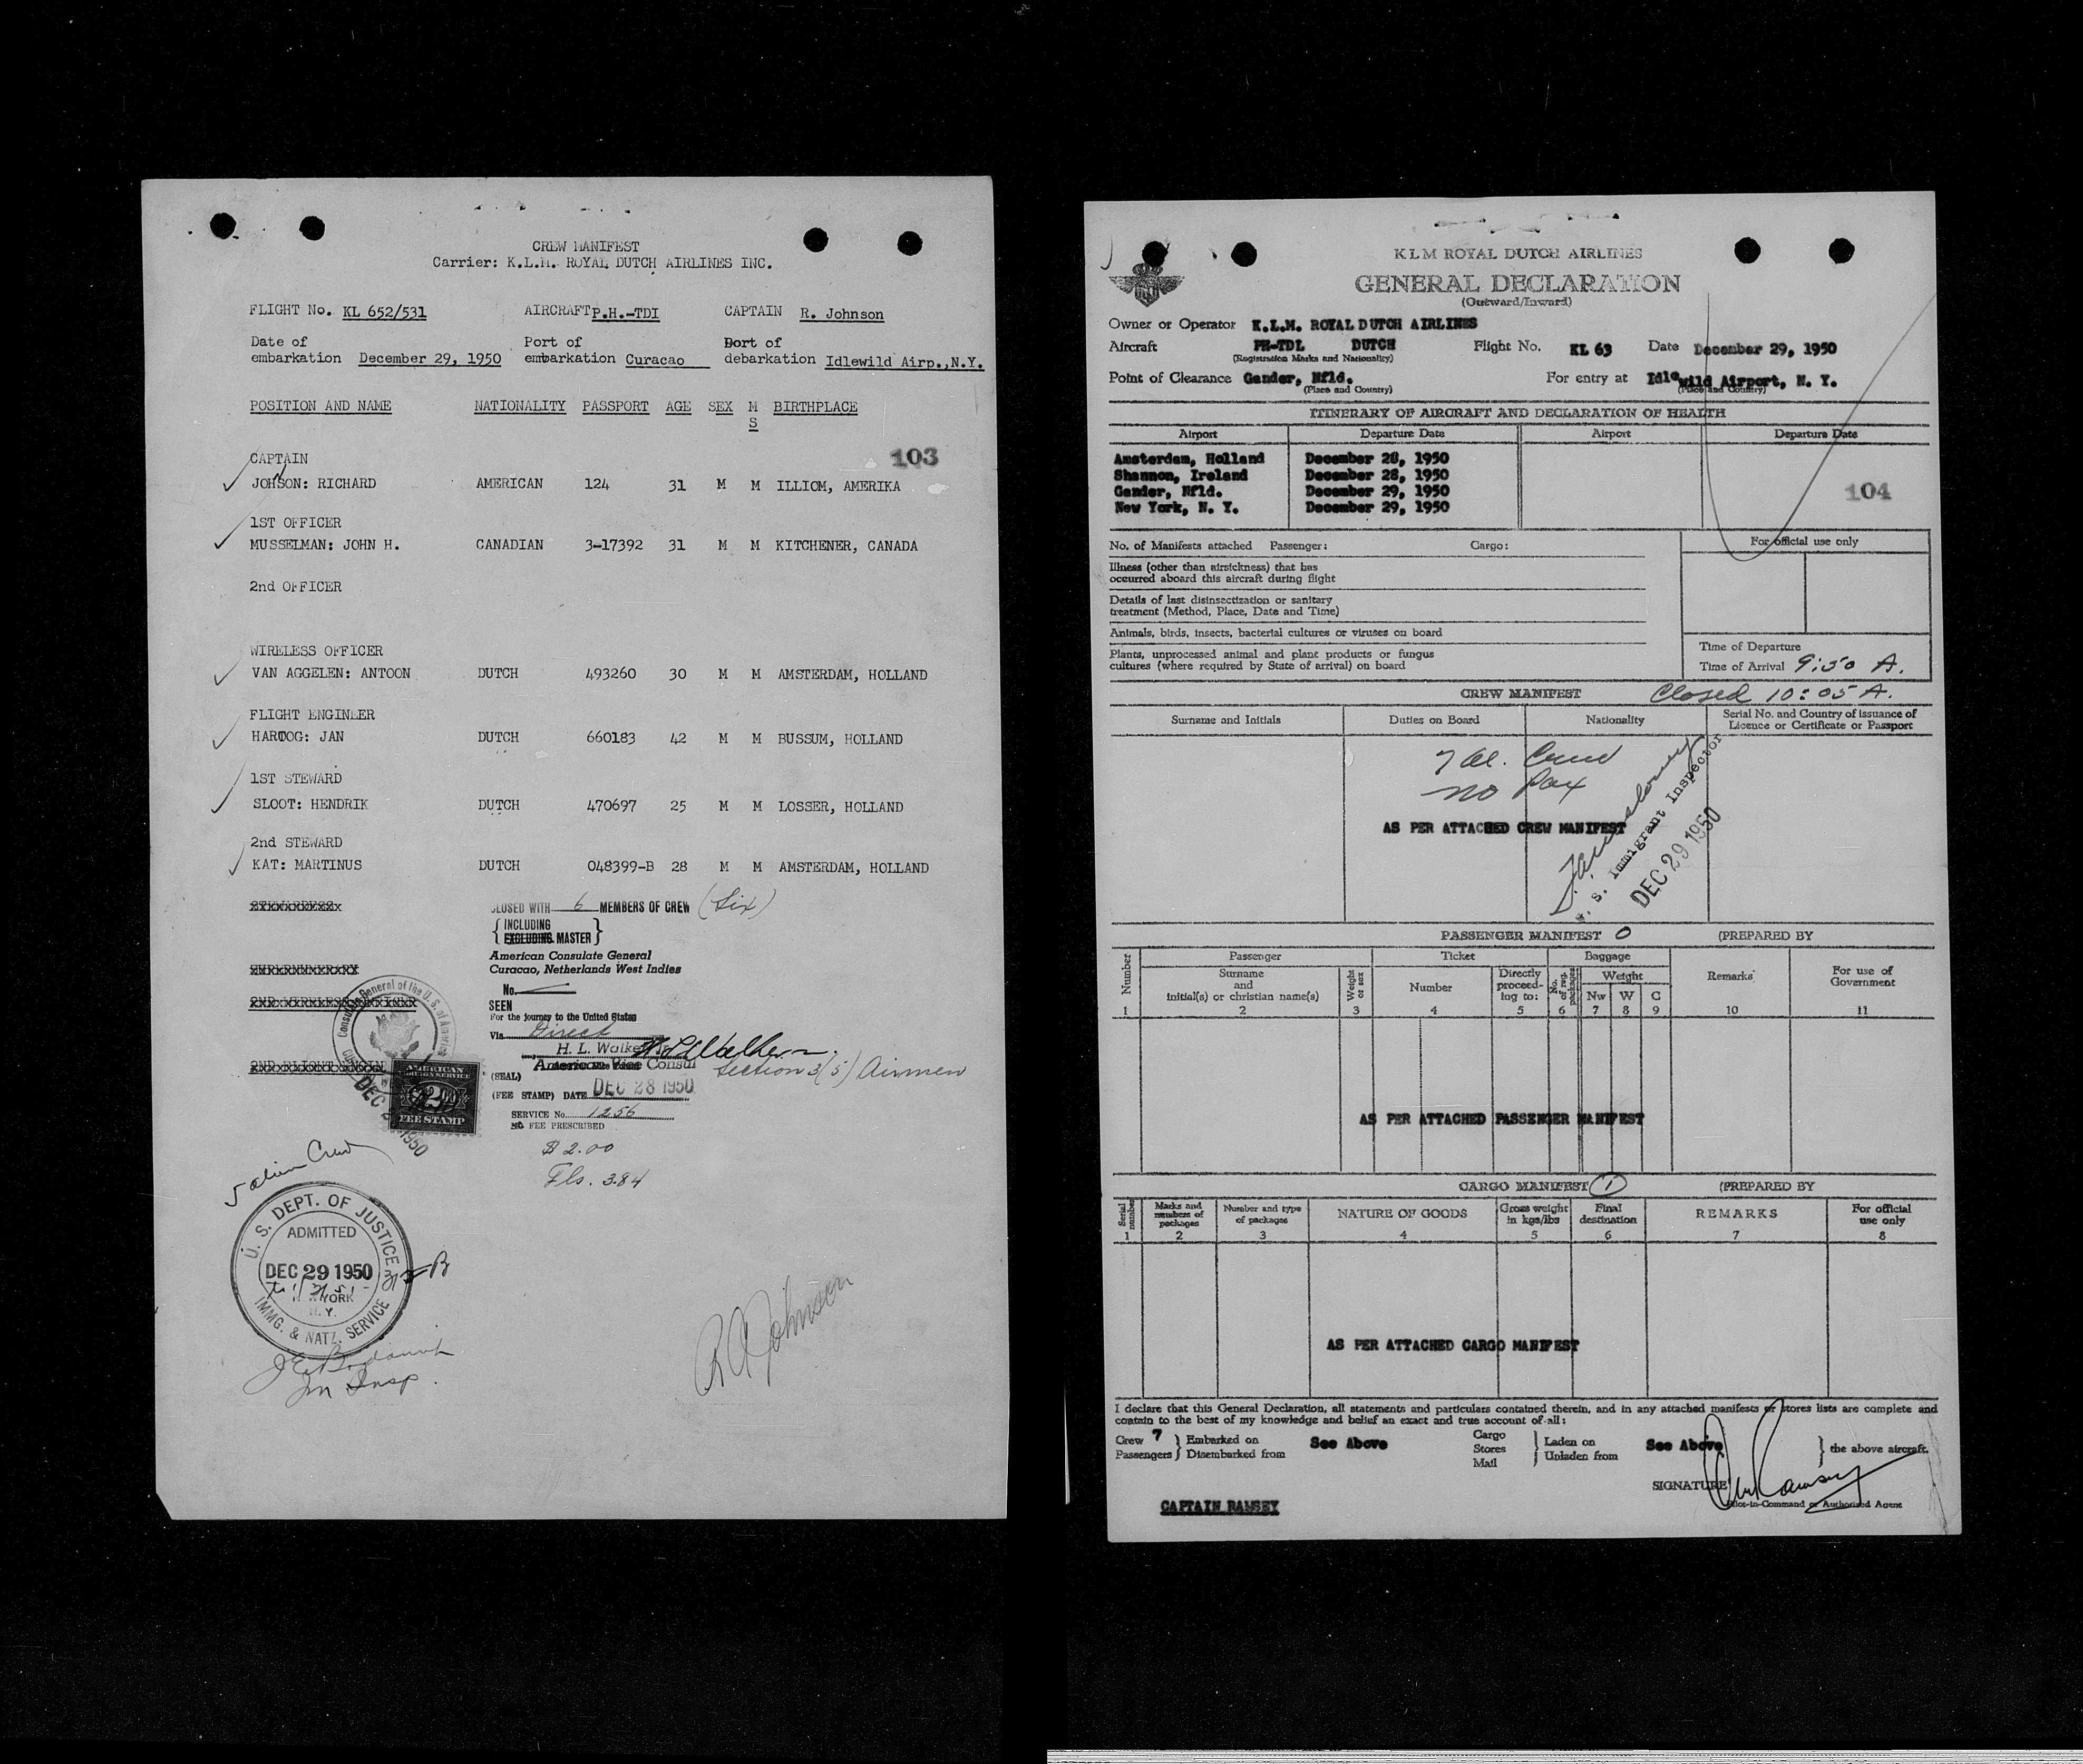 CREW MANIFEST
Carrier: K.L.M. ROYAL DUTCH AIRLINES INC.
FLIGHT No. KL 652/531 AIRCRAFT P.H.-TDI CAPTAIN R. Johnson
Date of Port of Port of
embarkation December 29, 1950 embarkation Curacao debarkation Idlewild Airp.,N.Y.
POSITION AND NAME NATIONALITY PASSPORT AGE SEX M BIRTHPLACE
S
CAPTAIN
103
JOHSON: RICHARD AMERICAN 124 31 M M ILLIOM, AMERIKA
1ST OFFICER
MUSSELMAN: JOHN H. CANADIAN 3-17392 31 M M KITCHENER, CANADA
2nd OFFICER
WIRELESS OFFICER
VAN AGGELEN: ANTOON DUTCH 493260 30 M M AMSTERDAM, HOLLAND
FLIGHT ENGINEER
HARTOG: JAN DUTCH 660183 42 M M BUSSUM, HOLLAND
1ST STEWARD
SLOOT: HENDRIK DUTCH 470697 25 M M LOSSER, HOLLAND
2nd STEWARD
KAT: MARTINUS DUTCH 048399-B 28 M M AMSTERDAM, HOLLAND
CLOSED WITH 6 MEMBERS OF CREW (Six)
INCLUDING
EXCLUDING MASTER
American Consulate General
Curacao, Netherlands West Indies
No.
SEEN
For the journey to the United States
Via Direct
H. L. Walker Jr.
American Vice Consul Section 3(5) Airmen
(SEAL)
(FEE STAMP) DATE DEC 28 1950
SERVICE No. 1256
NO FEE PRESCRIBED
$2.00
Fls. 3.84
Consulate General of the U.S. of America
AMERICAN
FOREIGN SERVICE
$2.00
FEE STAMP
DEC 1950
5 alien Crew
U. S. DEPT. OF JUSTICE
ADMITTED
DEC 29 1950
NEW YORK
N. Y.
IMMG. & NATZ. SERVICE
Im Insp.
R A Johnson
KLM ROYAL DUTCH AIRLINES
GENERAL DECLARATION
(Outward/Inward)
Owner or Operator K.L.M. ROYAL DUTCH AIRLINES
Aircraft PH-TDL DUTCH Flight No. KL 63 Date December 29, 1950
(Registration Marks and Nationality)
Point of Clearance Gander, Nfld. For entry at Idlewild Airport, N. Y.
(Place and Country) (Place and Country)
ITINERARY OF AIRCRAFT AND DECLARATION OF HEALTH
Airport Departure Date Airport Departure Date
Amsterdam, Holland December 28, 1950
Shannon, Ireland December 28, 1950
Gander, Nfld. December 29, 1950
New York, N. Y. December 29, 1950
104
No. of Manifests attached Passenger: Cargo: For official use only
Illness (other than airsickness) that has
occurred aboard this aircraft during flight
Details of last disinsectization or sanitary
treatment (Method, Place, Date and Time)
Animals, birds, insects, bacterial cultures or viruses on board
Plants, unprocessed animal and plant products or fungus
cultures (where required by State of arrival) on board
Time of Departure
Time of Arrival 9:50 A.
CREW MANIFEST Closed 10:05 A.
Surname and Initials Duties on Board Nationality Serial No. and Country of issuance of
Licence or Certificate or Passport
7 al. Crew
no pax
AS PER ATTACHED CREW MANIFEST
U. S. Immigrant Inspector
DEC 29 1950
PASSENGER MANIFEST 0 (PREPARED BY
Number Passenger Ticket Baggage
Surname
and
initial(s) or christian name(s) Weight or sex Number Directly proceeding to: No. of reg. packages Weight Remarks For use of Government
Nw W C
1 2 3 4 5 6 7 8 9 10 11
AS PER ATTACHED PASSENGER MANIFEST
CARGO MANIFEST 1 (PREPARED BY
Serial number Marks and numbers of packages Number and type of packages NATURE OF GOODS Gross weight in kgs/lbs Final destination REMARKS For official use only
1 2 3 4 5 6 7 8
AS PER ATTACHED CARGO MANIFEST
I declare that this General Declaration, all statements and particulars contained therein, and in any attached manifests or stores lists are complete and
contain to the best of my knowledge and belief an exact and true account of all:
Crew 7 Embarked on See Above Cargo Laden on See Above the above aircraft.
Passengers Disembarked from Stores Unladen from
Mail
SIGNATURE
Pilot-in-Command or Authorised Agent
CAPTAIN RAMSEY